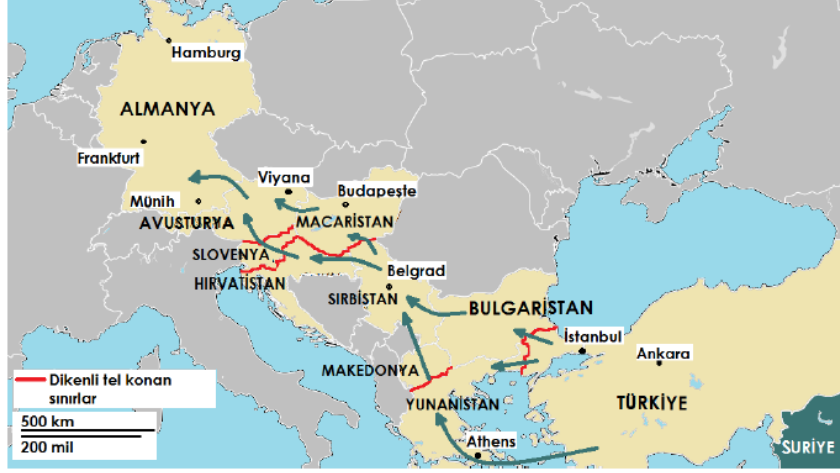 Hamburg
ALMANYA
Frankfurt
Viyana
Münih
Budapeşte
AVUSTURYA
MACARİSTAN
SLOVENYA
Belgrad
HIRVATİSTAN
SIRBİSTAN
BULGARİSTAN
İstanbul
Ankara
MAKEDONYA
Dikenli tel konan
sınırlar
YUNANİSTAN
TÜRKİYE
500 km
200 mil
Athens
SURİYE